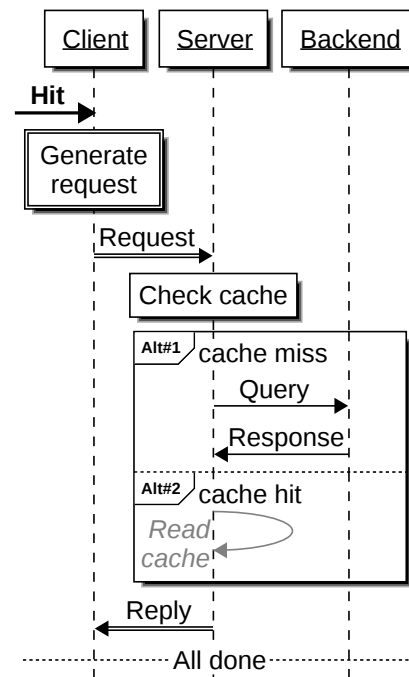 Client Server Backend
Hit
Generate
request
Request
Check cache
Alt#1 cache miss
Query
Response
Alt#2 cache hit
Read
cache
Reply
All done